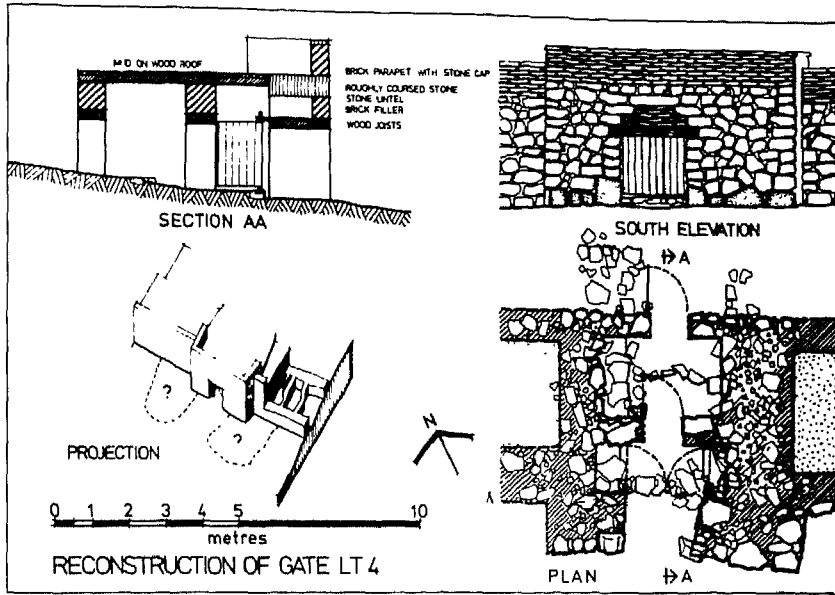 MUD ON WOOD ROOF
BRICK PARAPET WITH STONE CAP
ROUGHLY COURSED STONE
STONE LINTEL
BRICK FILLER
WOOD JOISTS
SECTION AA
SOUTH ELEVATION
A
?
?
N
PROJECTION
0 1 2 3 4 5 10
metres
RECONSTRUCTION OF GATE LT 4
PLAN
A